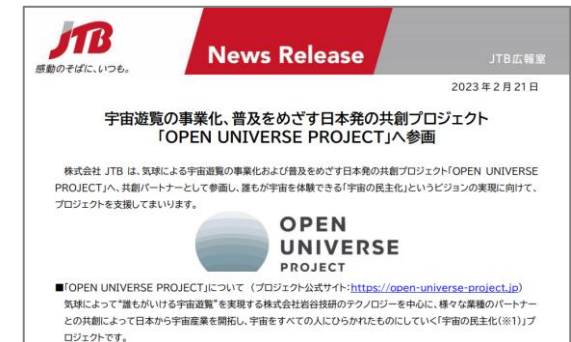 JTB
感動のそばに、いつも。
News Release
JTB広報室
2023年2月21日
宇宙遊覧の事業化、普及をめざす日本発の共創プロジェクト
「OPEN UNIVERSE PROJECT」へ参画
株式会社 JTB は、気球による宇宙遊覧の事業化および普及をめざす日本発の共創プロジェクト「OPEN UNIVERSE
PROJECT」へ、共創パートナーとして参画し、誰もが宇宙を体験できる「宇宙の民主化」というビジョンの実現に向けて、
プロジェクトを支援してまいります。
OPEN
UNIVERSE
PROJECT
■「OPEN UNIVERSE PROJECT」について（プロジェクト公式サイト:https://open-universe-project.jp）
気球によって“誰もがいける宇宙遊覧”を実現する株式会社岩谷技研のテクノロジーを中心に、様々な業種のパートナー
との共創によって日本から宇宙産業を開拓し、宇宙をすべての人にひらかれたものにしていく「宇宙の民主化(※1)」プ
ロジェクトです。